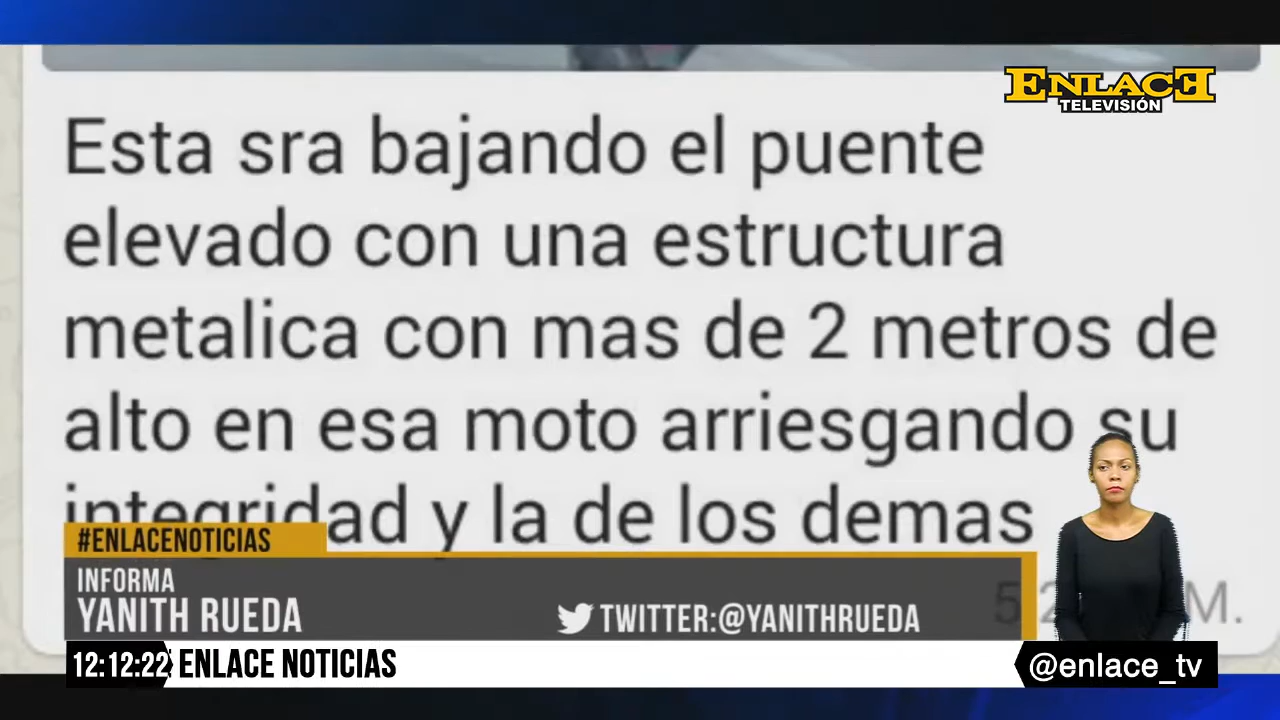 ENLACE
TELEVISIÓN
Esta sra bajando el puente
elevado con una estructura
metalica con mas de 2 metros de
alto en esa moto arriesgando su
integridad y la de los demas
#ENLACENOTICIAS
INFORMA
YANITH RUEDA
TWITTER:@YANITHRUEDA
12:12:22
ENLACE NOTICIAS
@enlace_tv